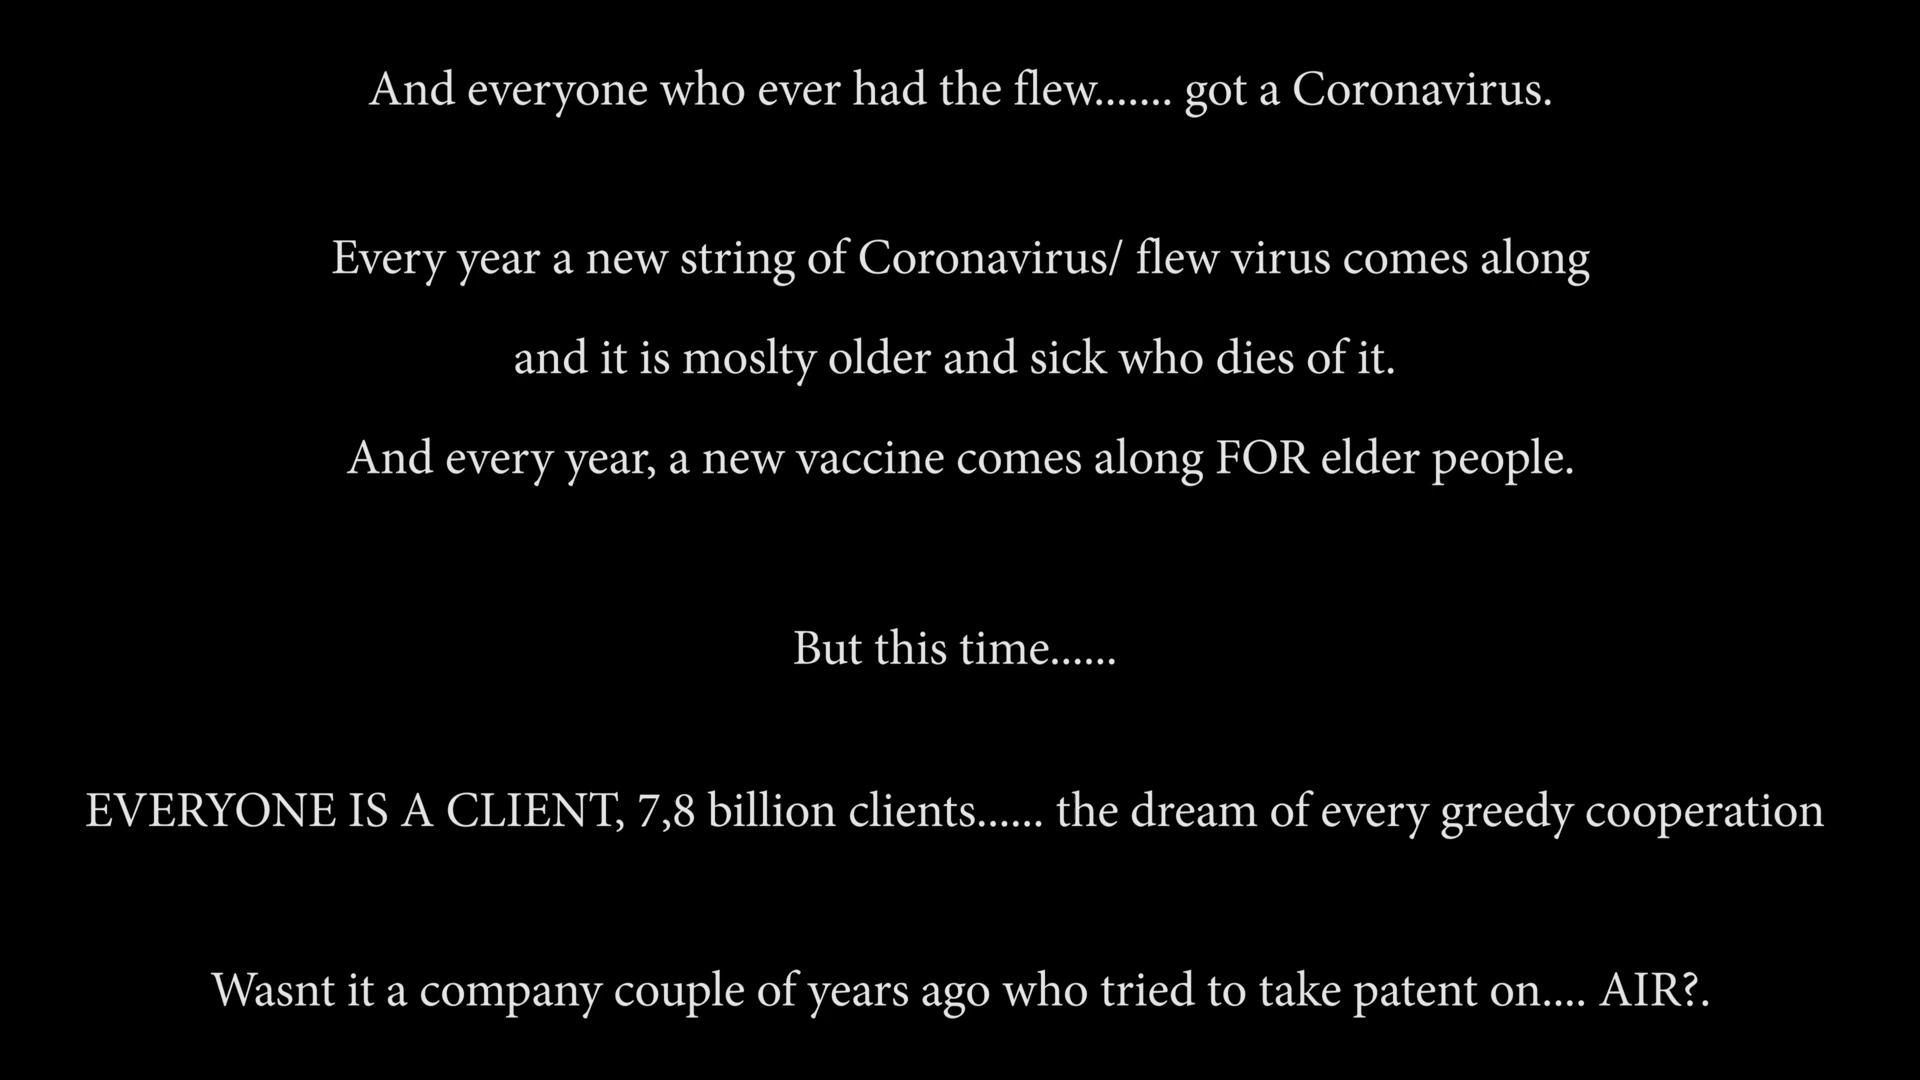 And everyone who ever had the flew....... got a Coronavirus.
Every year a new string of Coronavirus/ flew virus comes along
and it is moslty older and sick who dies of it.
And every year, a new vaccine comes along FOR elder people.
But this time......
EVERYONE IS A CLIENT, 7,8 billion clients...... the dream of every greedy cooperation
Wasnt it a company couple of years ago who tried to take patent on.... AIR?.